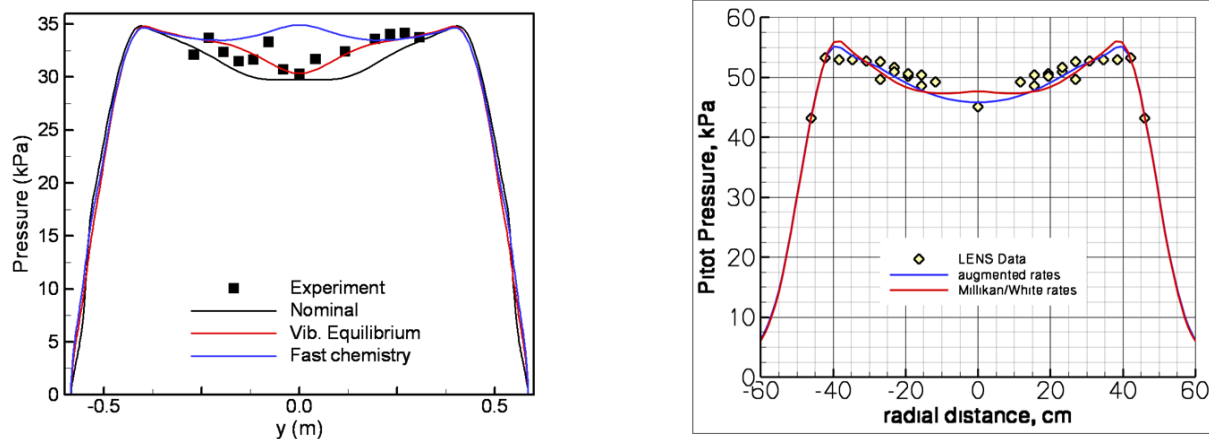 35
30
25
20
15
10
5
0
Pressure (kPa)
Experiment
Nominal
Vib. Equilibrium
Fast chemistry
-0.5
0.0
0.5
y (m)
60
50
40
30
20
10
0
Pitot Pressure, kPa
LENS Data
augmented rates
Millikan/White rates
-60
-40
-20
0
20
40
60
radial distance, cm